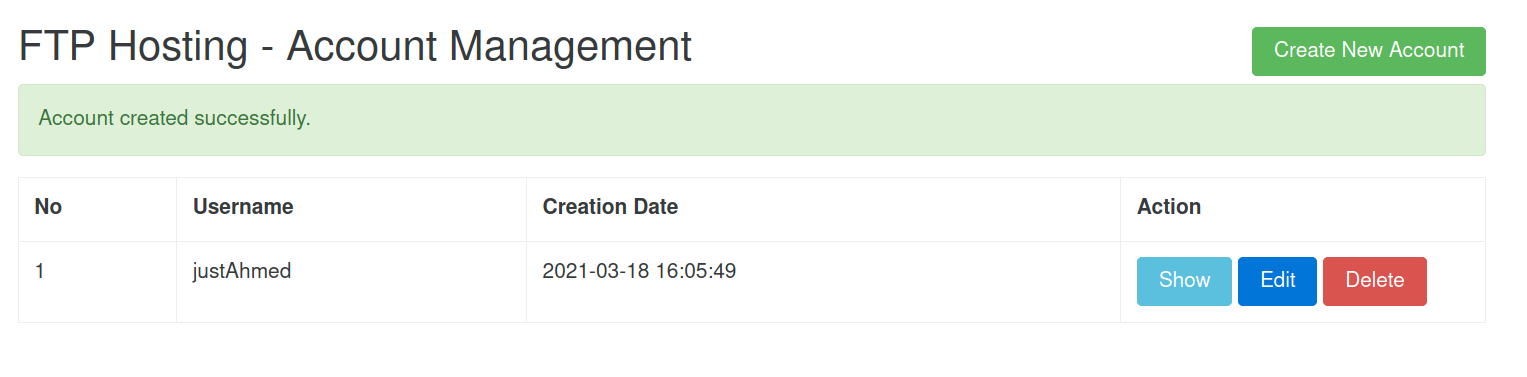 FTP Hosting - Account Management
Create New Account
Account created successfully.
No Username Creation Date Action
1 justAhmed 2021-03-18 16:05:49 Show Edit Delete